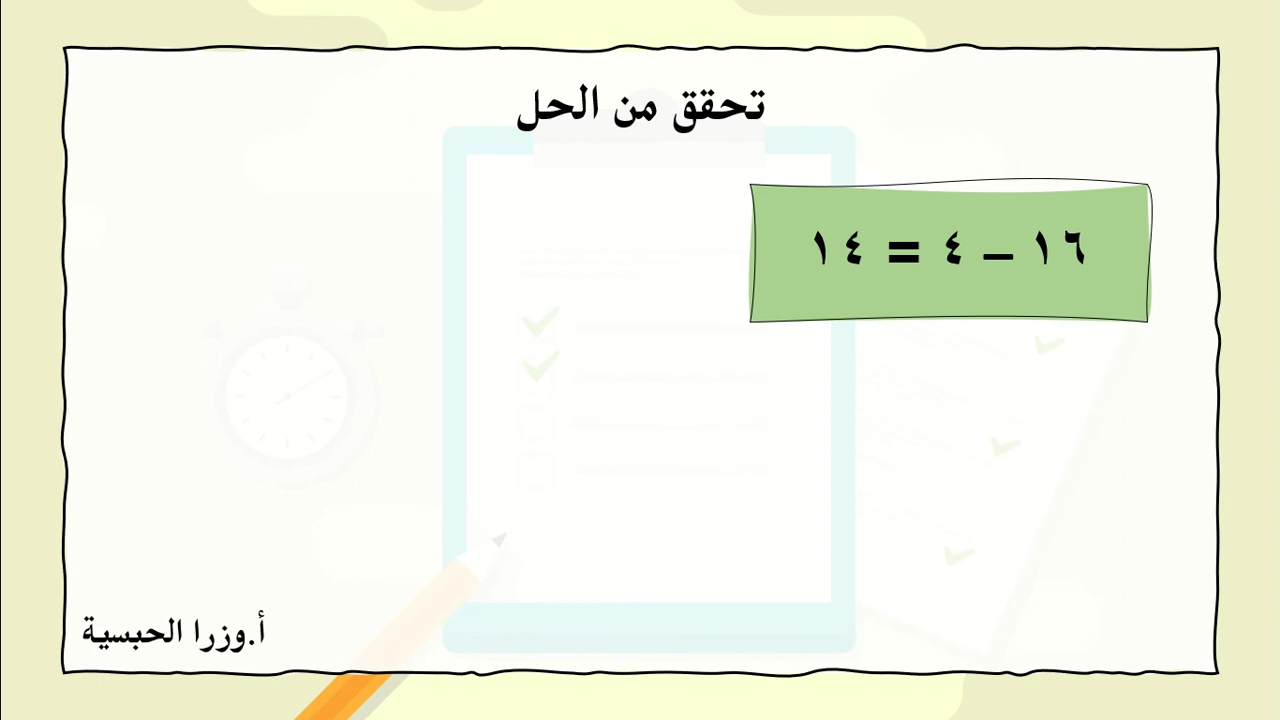 تحقق من الحل
١٦ – ٤ = ١٤
أ.وزرا الحبسية